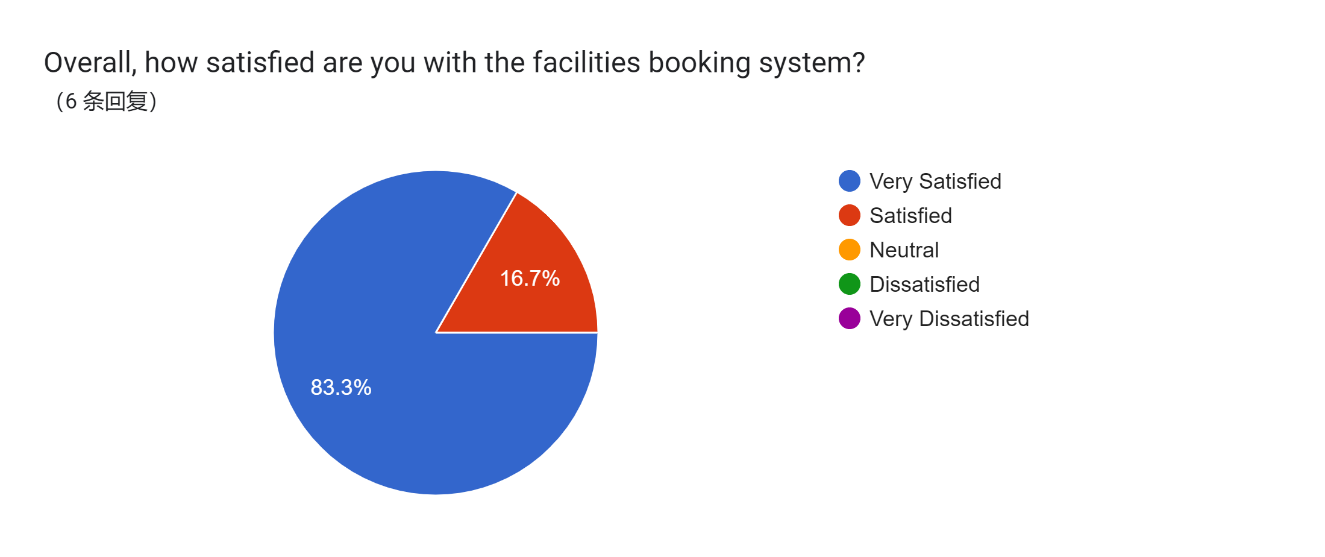 Overall, how satisfied are you with the facilities booking system?
（6 条回复）
Very Satisfied
Satisfied
Neutral
Dissatisfied
Very Dissatisfied
16.7%
83.3%